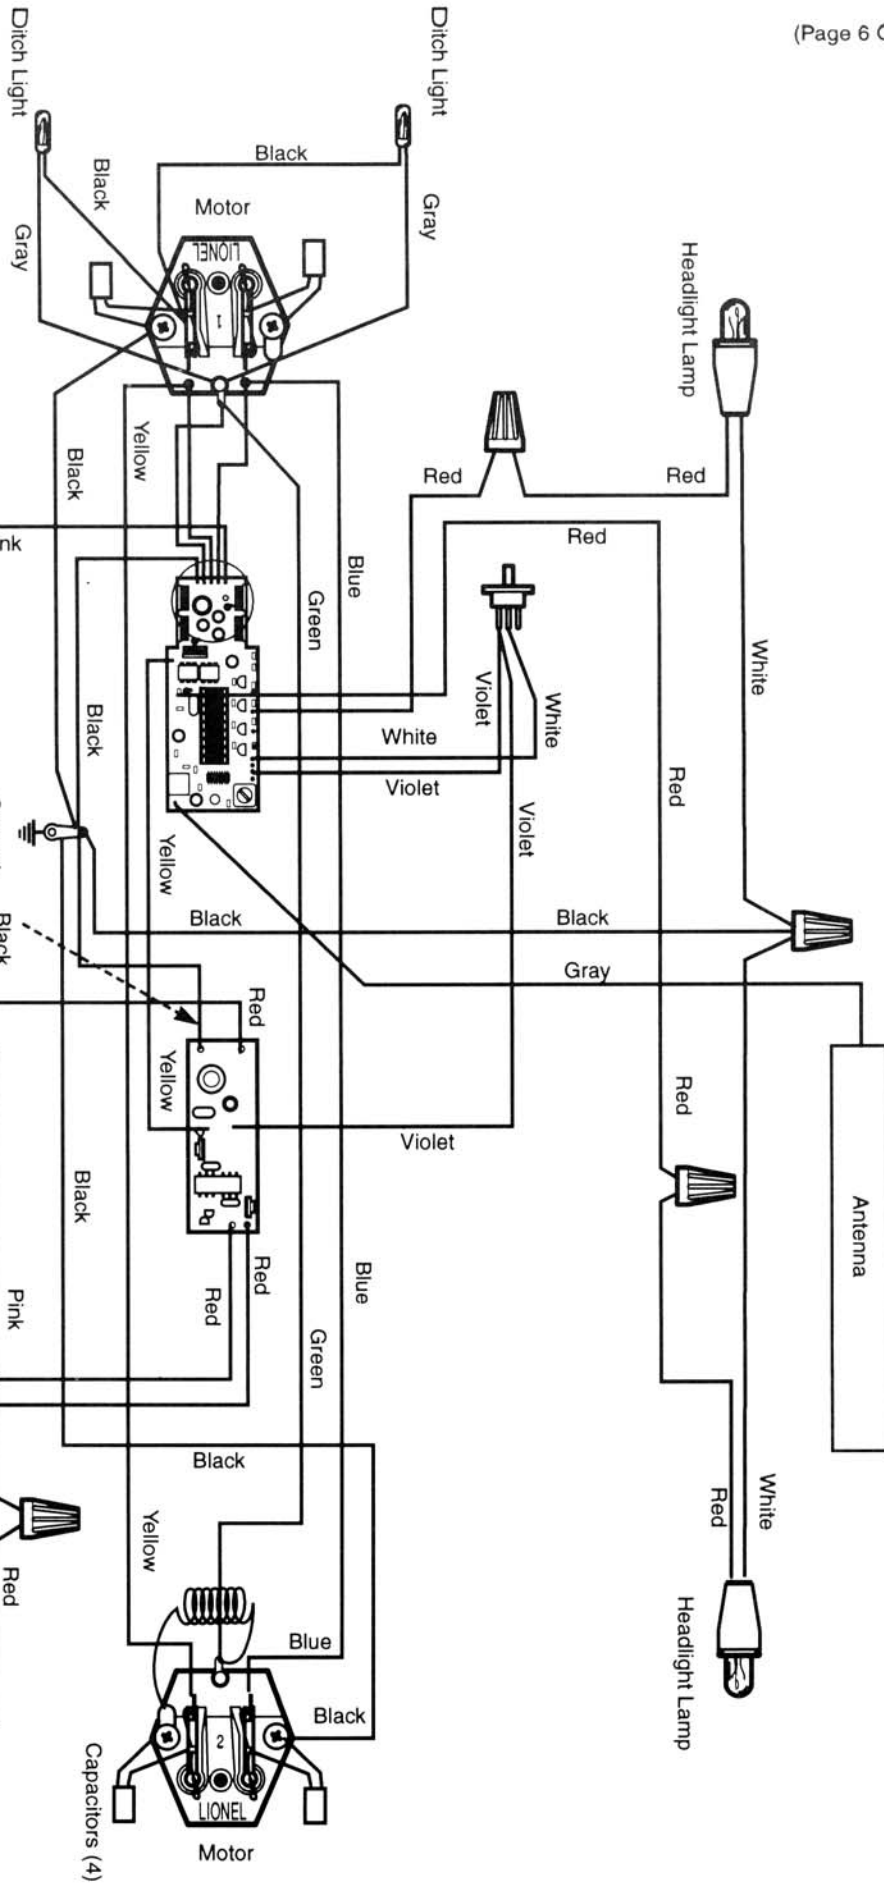 (Page 6
Ditch Light
Ditch Light
Black
Black
Motor
Gray
Gray
LIONEL
1
Headlight Lamp
Yellow
Black
Red
Red
Red
nk
Blue
Green
White
Violet
White
Black
White
Red
Violet
Violet
Yellow
Black
Black
Black
Gray
Red
Yellow
Red
Violet
Antenna
Black
Red
Blue
Red
Pink
Green
Black
White
Red
Yellow
Red
Blue
Headlight Lamp
Black
2
LIONEL
Capacitors (4)
Motor